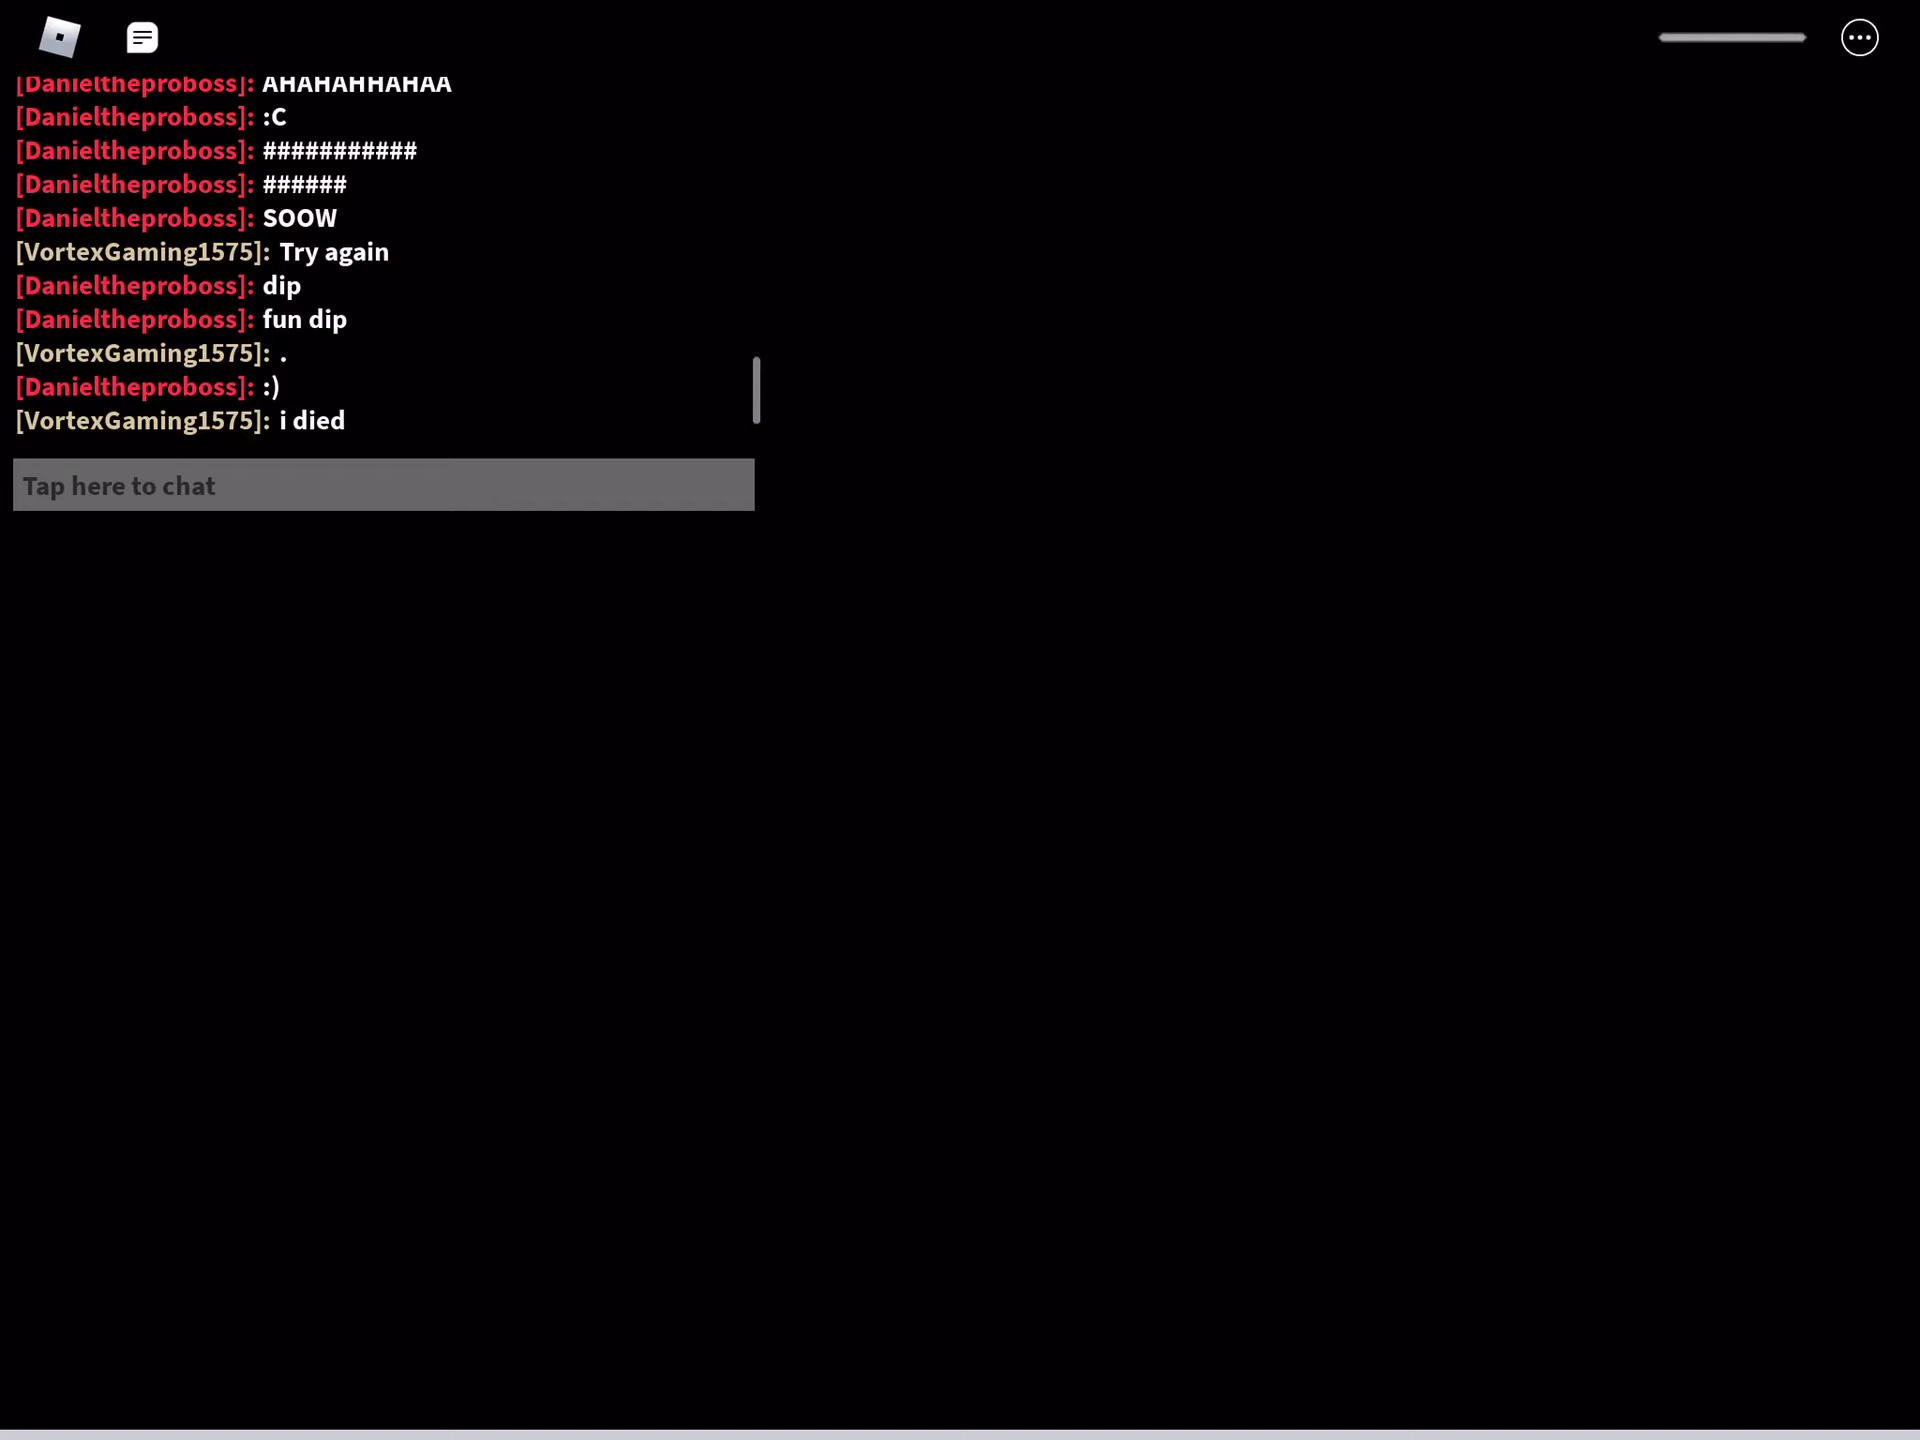 [Danieltheproboss]: AHAHAHHAHAA
[Danieltheproboss]: :C
[Danieltheproboss]: ###########
[Danieltheproboss]: ######
[Danieltheproboss]: SOOW
[VortexGaming1575]: Try again
[Danieltheproboss]: dip
[Danieltheproboss]: fun dip
[VortexGaming1575]: .
[Danieltheproboss]: :)
[VortexGaming1575]: i died
Tap here to chat